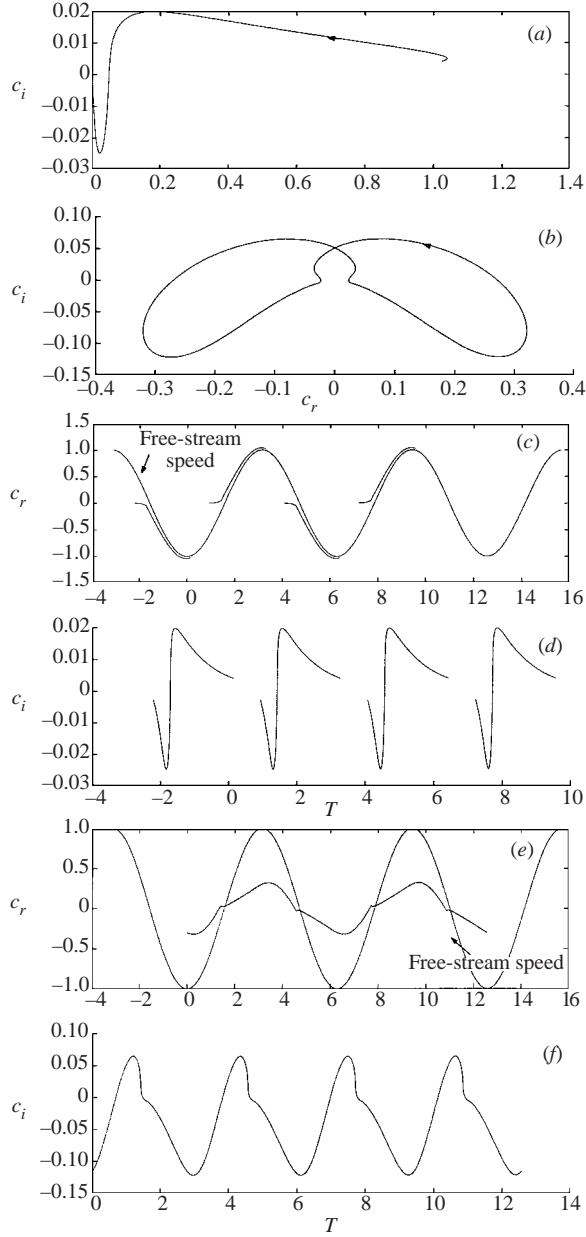 0.02
0.01
0
–0.01
–0.02
–0.03
c_i
(a)
0 0.2 0.4 0.6 0.8 1.0 1.2 1.4
0.10
0.05
0
–0.05
–0.10
–0.15
c_i
(b)
–0.4 –0.3 –0.2 –0.1 0 0.1 0.2 0.3 0.4
c_r
1.5
1.0
0.5
0
–0.5
–1.0
–1.5
c_r
Free-stream
speed
(c)
–4 –2 0 2 4 6 8 10 12 14 16
0.02
0.01
0
–0.01
–0.02
–0.03
c_i
(d)
–4 –2 0 2 4 6 8 10
T
1.0
0.5
0
–0.5
–1.0
c_r
(e)
Free-stream speed
–4 –2 0 2 4 6 8 10 12 14 16
0.10
0.05
0
–0.05
–0.10
–0.15
c_i
(f)
0 2 4 6 8 10 12 14
T